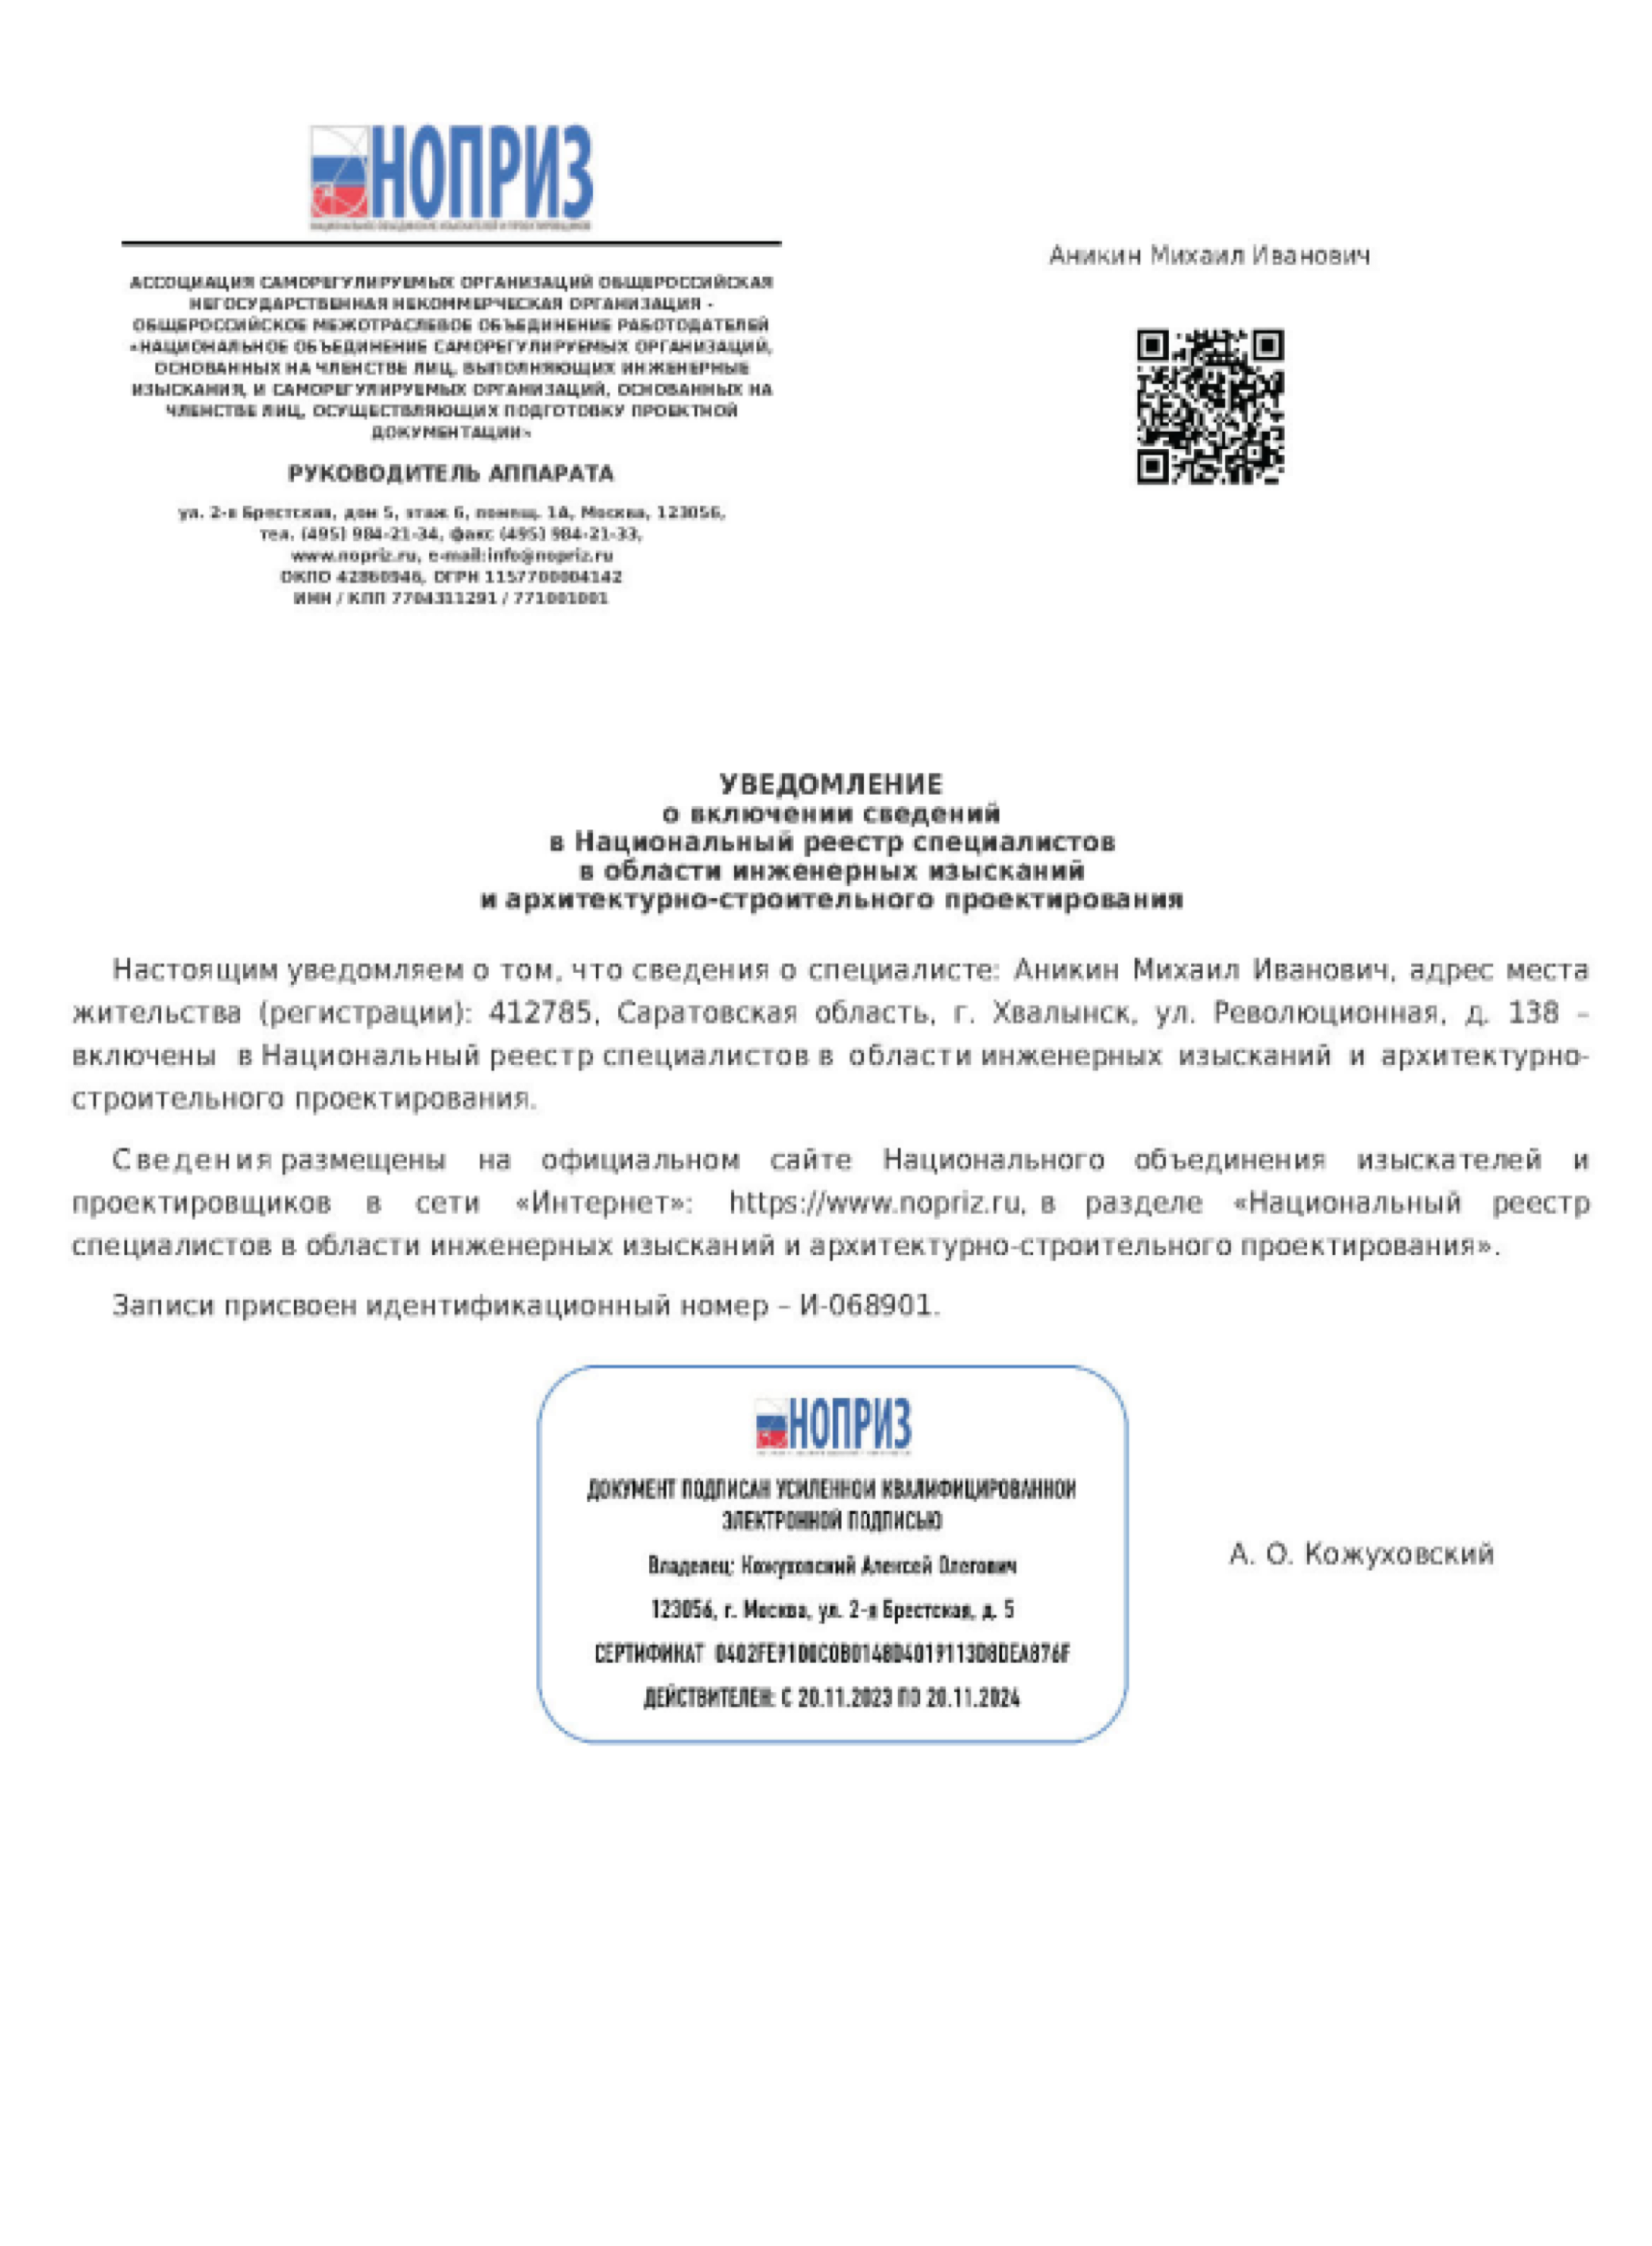 НОПРИЗ
НАЦИОНАЛЬНОЕ ОБЪЕДИНЕНИЕ ИЗЫСКАТЕЛЕЙ И ПРОЕКТИРОВЩИКОВ
АССОЦИАЦИЯ САМОРЕГУЛИРУЕМЫХ ОРГАНИЗАЦИЙ ОБЩЕРОССИЙСКАЯ
НЕГОСУДАРСТВЕННАЯ НЕКОММЕРЧЕСКАЯ ОРГАНИЗАЦИЯ -
ОБЩЕРОССИЙСКОЕ МЕЖОТРАСЛЕВОЕ ОБЪЕДИНЕНИЕ РАБОТОДАТЕЛЕЙ
«НАЦИОНАЛЬНОЕ ОБЪЕДИНЕНИЕ САМОРЕГУЛИРУЕМЫХ ОРГАНИЗАЦИЙ,
ОСНОВАННЫХ НА ЧЛЕНСТВЕ ЛИЦ, ВЫПОЛНЯЮЩИХ ИНЖЕНЕРНЫЕ
ИЗЫСКАНИЯ, И САМОРЕГУЛИРУЕМЫХ ОРГАНИЗАЦИЙ, ОСНОВАННЫХ НА
ЧЛЕНСТВЕ ЛИЦ, ОСУЩЕСТВЛЯЮЩИХ ПОДГОТОВКУ ПРОЕКТНОЙ
ДОКУМЕНТАЦИИ»
РУКОВОДИТЕЛЬ АППАРАТА
ул. 2-я Брестская, дом 5, этаж 6, помещ. 1А, Москва, 123056,
тел. (495) 984-21-34, факс (495) 984-21-33,
www.nopriz.ru, e-mail:info@nopriz.ru
ОКПО 42860946, ОГРН 1157700004142
ИНН / КПП 7704311291 / 771001001
Аникин Михаил Иванович
УВЕДОМЛЕНИЕ
о включении сведений
в Национальный реестр специалистов
в области инженерных изысканий
и архитектурно-строительного проектирования
Настоящим уведомляем о том, что сведения о специалисте: Аникин Михаил Иванович, адрес места
жительства (регистрации): 412785, Саратовская область, г. Хвалынск, ул. Революционная, д. 138 –
включены в Национальный реестр специалистов в области инженерных изысканий и архитектурно-
строительного проектирования.
Сведения размещены на официальном сайте Национального объединения изыскателей и
проектировщиков в сети «Интернет»: https://www.nopriz.ru, в разделе «Национальный реестр
специалистов в области инженерных изысканий и архитектурно-строительного проектирования».
Записи присвоен идентификационный номер – И-068901.
НОПРИЗ
ДОКУМЕНТ ПОДПИСАН УСИЛЕННОЙ КВАЛИФИЦИРОВАННОЙ
ЭЛЕКТРОННОЙ ПОДПИСЬЮ
Владелец: Кожуховский Алексей Олегович
123056, г. Москва, ул. 2-я Брестская, д. 5
СЕРТИФИКАТ 0402FE9100C0B0148D4019113D8DEA876F
ДЕЙСТВИТЕЛЕН: С 20.11.2023 ПО 20.11.2024
А. О. Кожуховский